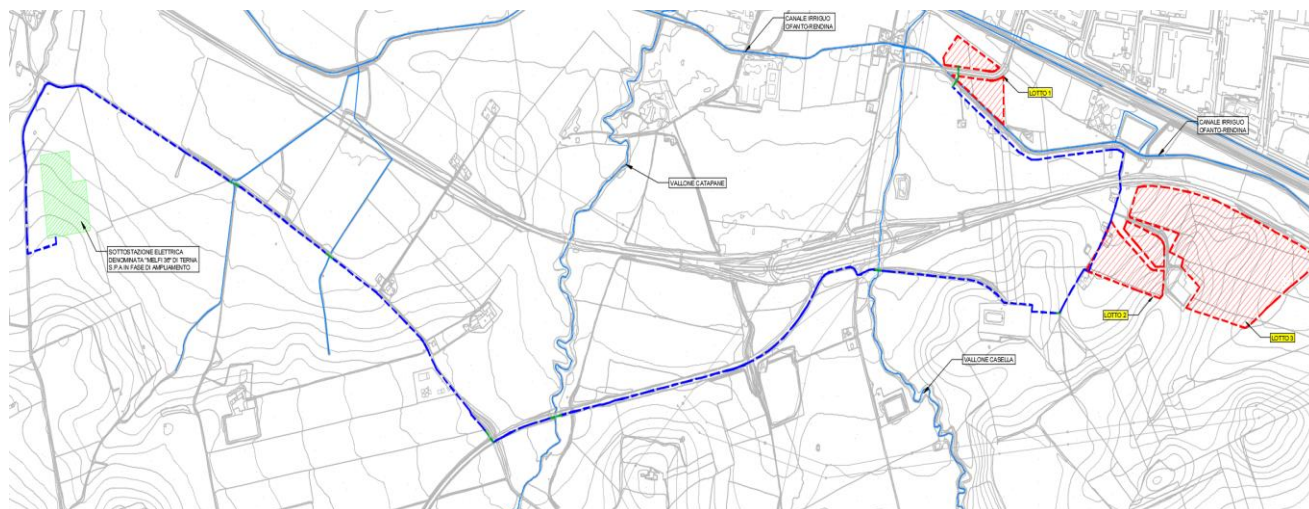 CANALE IRRIGUO
OFANTO-RENDINA
LOTTO 1
CANALE IRRIGUO
OFANTO-RENDINA
VALLONE CATAPANE
SOTTOSTAZIONE ELETTRICA
DENOMINATA "MELFI 36" DI TERNA
S.P.A IN FASE DI AMPLIAMENTO
LOTTO 2
LOTTO 3
VALLONE CASELLA